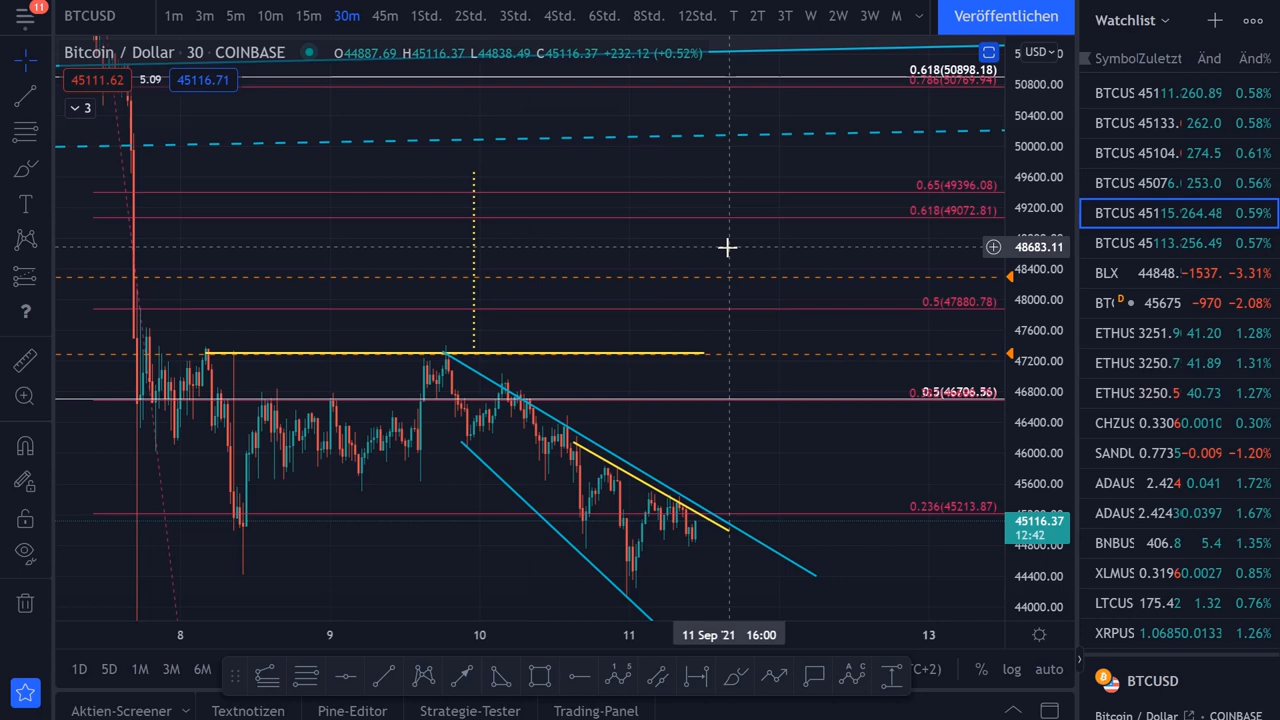 11
BTCUSD 1m 3m 5m 10m 15m 30m 45m 1Std. 2Std. 3Std. 4Std. 6Std. 8Std. 12Std. T 2T 3T W 2W 3W M Veröffentlichen
Watchlist
Bitcoin / Dollar · 30 · COINBASE O44887.69 H45116.37 L44838.49 C45116.37 +232.12 (+0.52%)
USD
45111.62 5.09 45116.71
3
0.618(50898.18)
0.786(50769.94)
0.65(49396.08)
0.618(49072.81)
0.5(47880.78)
0.5(46706.56)
0.236(45213.87)
50800.00
50400.00
50000.00
49600.00
49200.00
48683.11
48400.00
48000.00
47600.00
47200.00
46800.00
46400.00
46000.00
45600.00
45116.37
12:42
44800.00
44400.00
44000.00
8 9 10 11 11 Sep '21 16:00 13
1D 5D 1M 3M 6M C+2) % log auto
Aktien-Screener Textnotizen Pine-Editor Strategie-Tester Trading-Panel
Symbol Zuletzt Änd Änd%
BTCUS 45111. 260.89 0.58%
BTCUS 45133. 262.0 0.58%
BTCUS 45104. 274.5 0.61%
BTCUS 45076. 253.0 0.56%
BTCUS 45115. 264.48 0.59%
BTCUS 45113. 256.49 0.57%
BLX 44848. −1537. −3.31%
BTC D 45675 −970 −2.08%
ETHUS 3251.9 41.20 1.28%
ETHUS 3250.7 41.89 1.31%
ETHUS 3250.5 40.73 1.27%
CHZUS 0.33060 0.0010 0.30%
SANDL 0.7735 −0.009 −1.20%
ADAUS 2.424 0.041 1.72%
ADAUS 2.42430 0.0397 1.67%
BNBUS 406.8 5.4 1.35%
XLMUS 0.3196 0.0027 0.85%
LTCUS 175.42 1.32 0.76%
XRPUS 1.06850 0.0133 1.26%
BTCUSD
Bitcoin / Dollar COINBASE